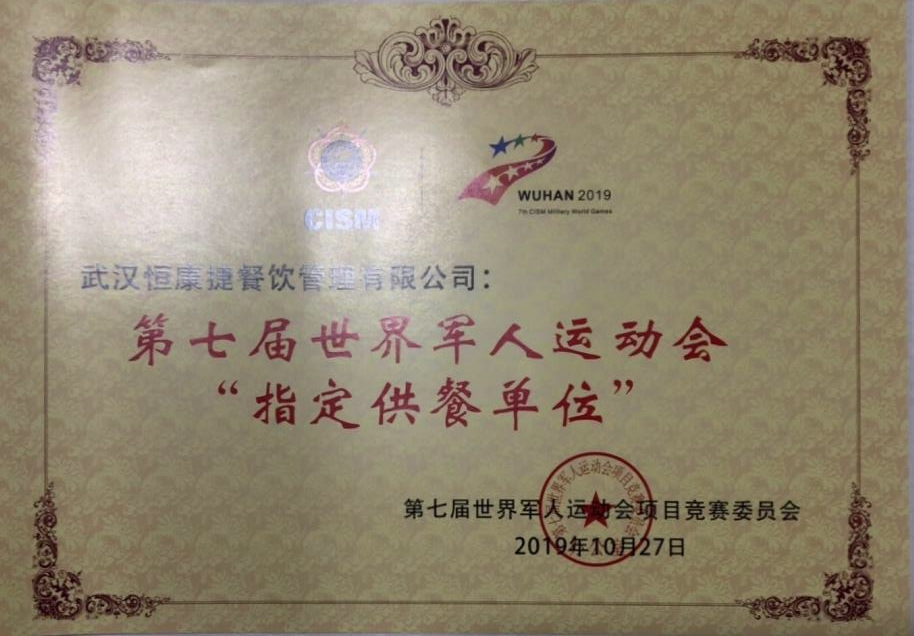 CISM
WUHAN 2019
7th CISM Military World Games
武汉恒康捷餐饮管理有限公司：
第七届世界军人运动会
“指定供餐单位”
第七届世界军人运动会项目竞赛委员会
2019年10月27日